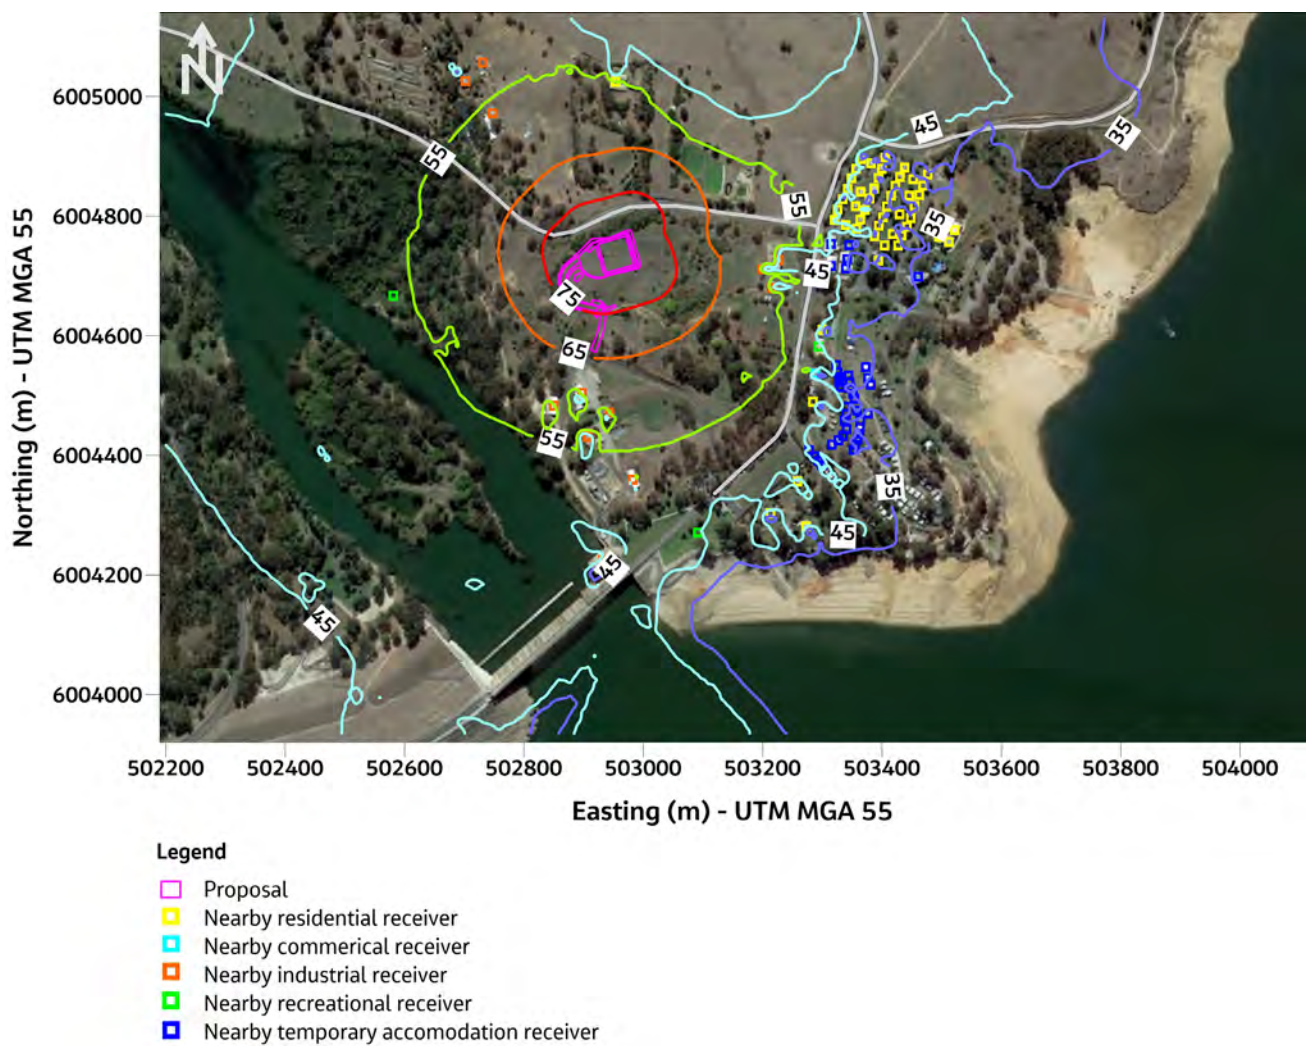 N
6005000
6004800
6004600
6004400
6004200
6004000
Northing (m) - UTM MGA 55
45
35
55
55
35
45
75
65
55
35
45
45
45
502200 502400 502600 502800 503000 503200 503400 503600 503800 504000
Easting (m) - UTM MGA 55
Legend
Proposal
Nearby residential receiver
Nearby commerical receiver
Nearby industrial receiver
Nearby recreational receiver
Nearby temporary accomodation receiver